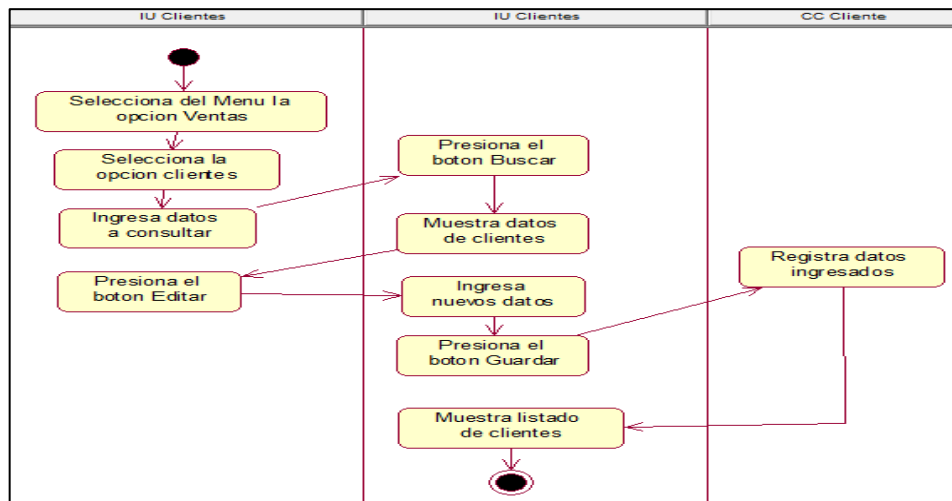 IU Clientes
IU Clientes
CC Cliente
Selecciona del Menu la
opcion Ventas
Selecciona la
opcion clientes
Ingresa datos
a consultar
Presiona el
boton Buscar
Muestra datos
de clientes
Presiona el
boton Editar
Ingresa
nuevos datos
Presiona el
boton Guardar
Registra datos
ingresados
Muestra listado
de clientes